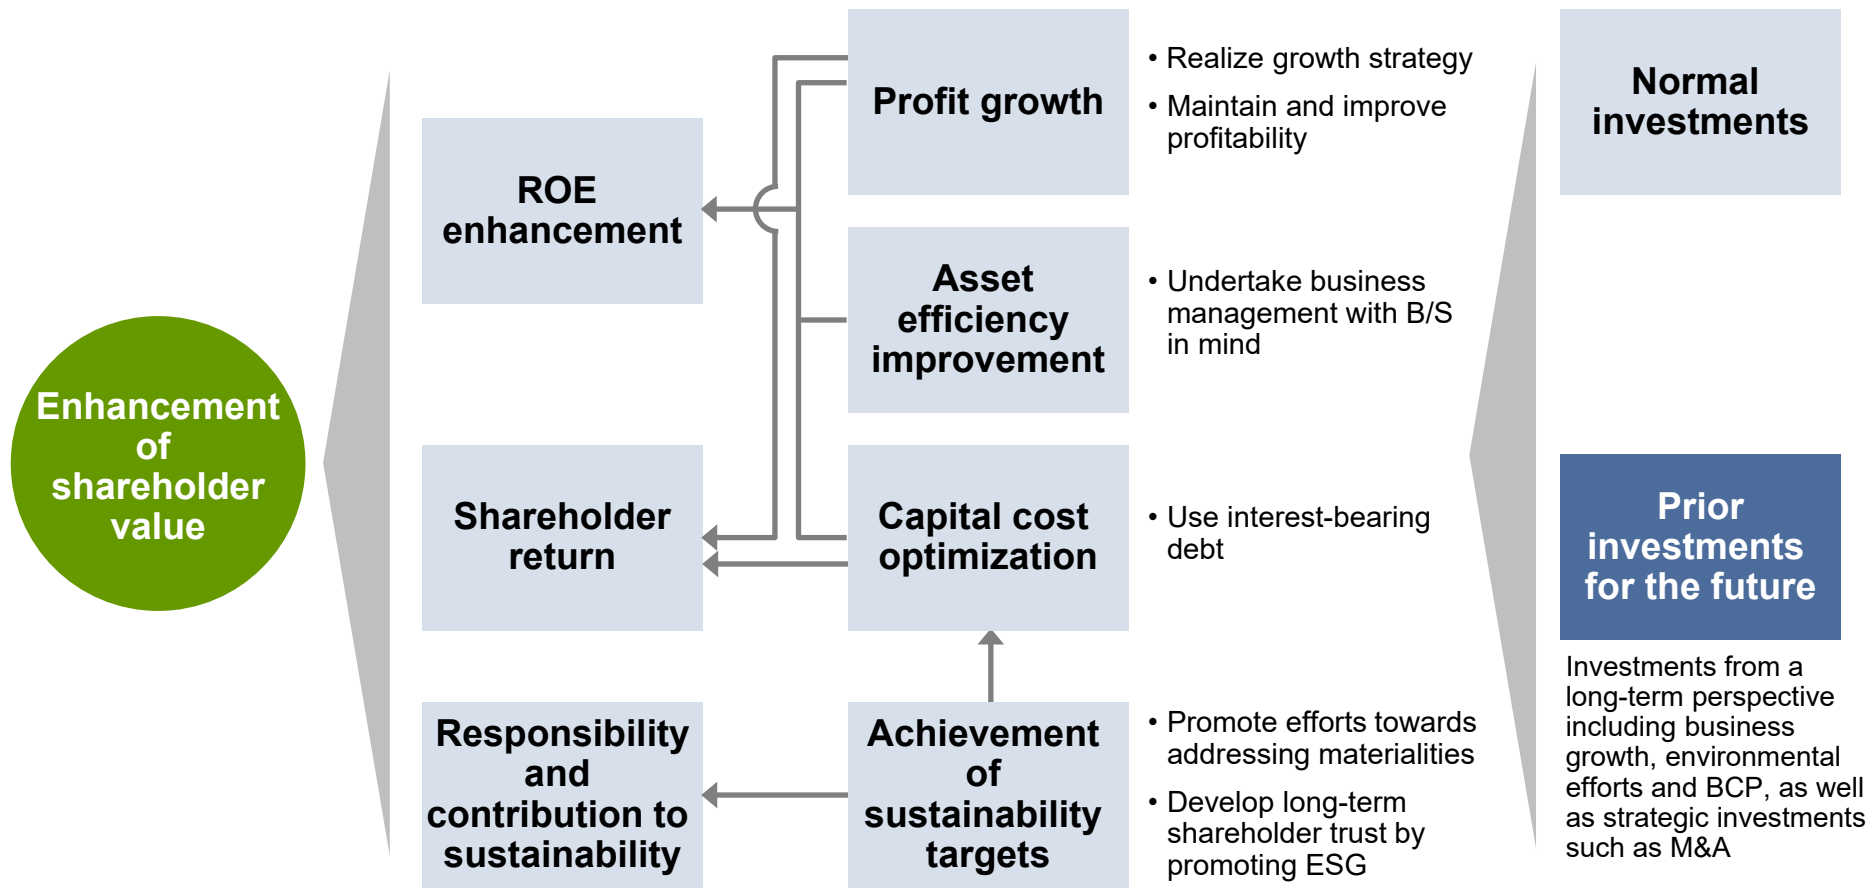 Enhancement
of
shareholder
value
ROE
enhancement
Shareholder
return
Responsibility
and
contribution to
sustainability
Profit growth
• Realize growth strategy
• Maintain and improve
profitability
Asset
efficiency
improvement
• Undertake business
management with B/S
in mind
Capital cost
optimization
• Use interest-bearing
debt
Achievement
of
sustainability
targets
• Promote efforts towards
addressing materialities
• Develop long-term
shareholder trust by
promoting ESG
Normal
investments
Prior
investments
for the future
Investments from a
long-term perspective
including business
growth, environmental
efforts and BCP, as well
as strategic investments
such as M&A